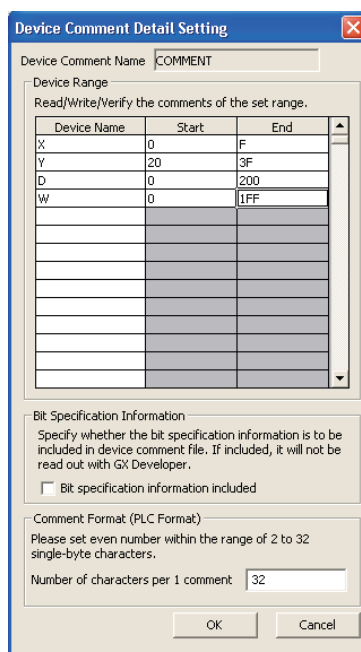 Device Comment Detail Setting
Device Comment Name COMMENT
Device Range
Read/Write/Verify the comments of the set range.
Device Name Start End
X 0 F
Y 20 3F
D 0 200
W 0 1FF
Bit Specification Information
Specify whether the bit specification information is to be
included in device comment file. If included, it will not be
read out with GX Developer.
Bit specification information included
Comment Format (PLC Format)
Please set even number within the range of 2 to 32
single-byte characters.
Number of characters per 1 comment 32
OK Cancel